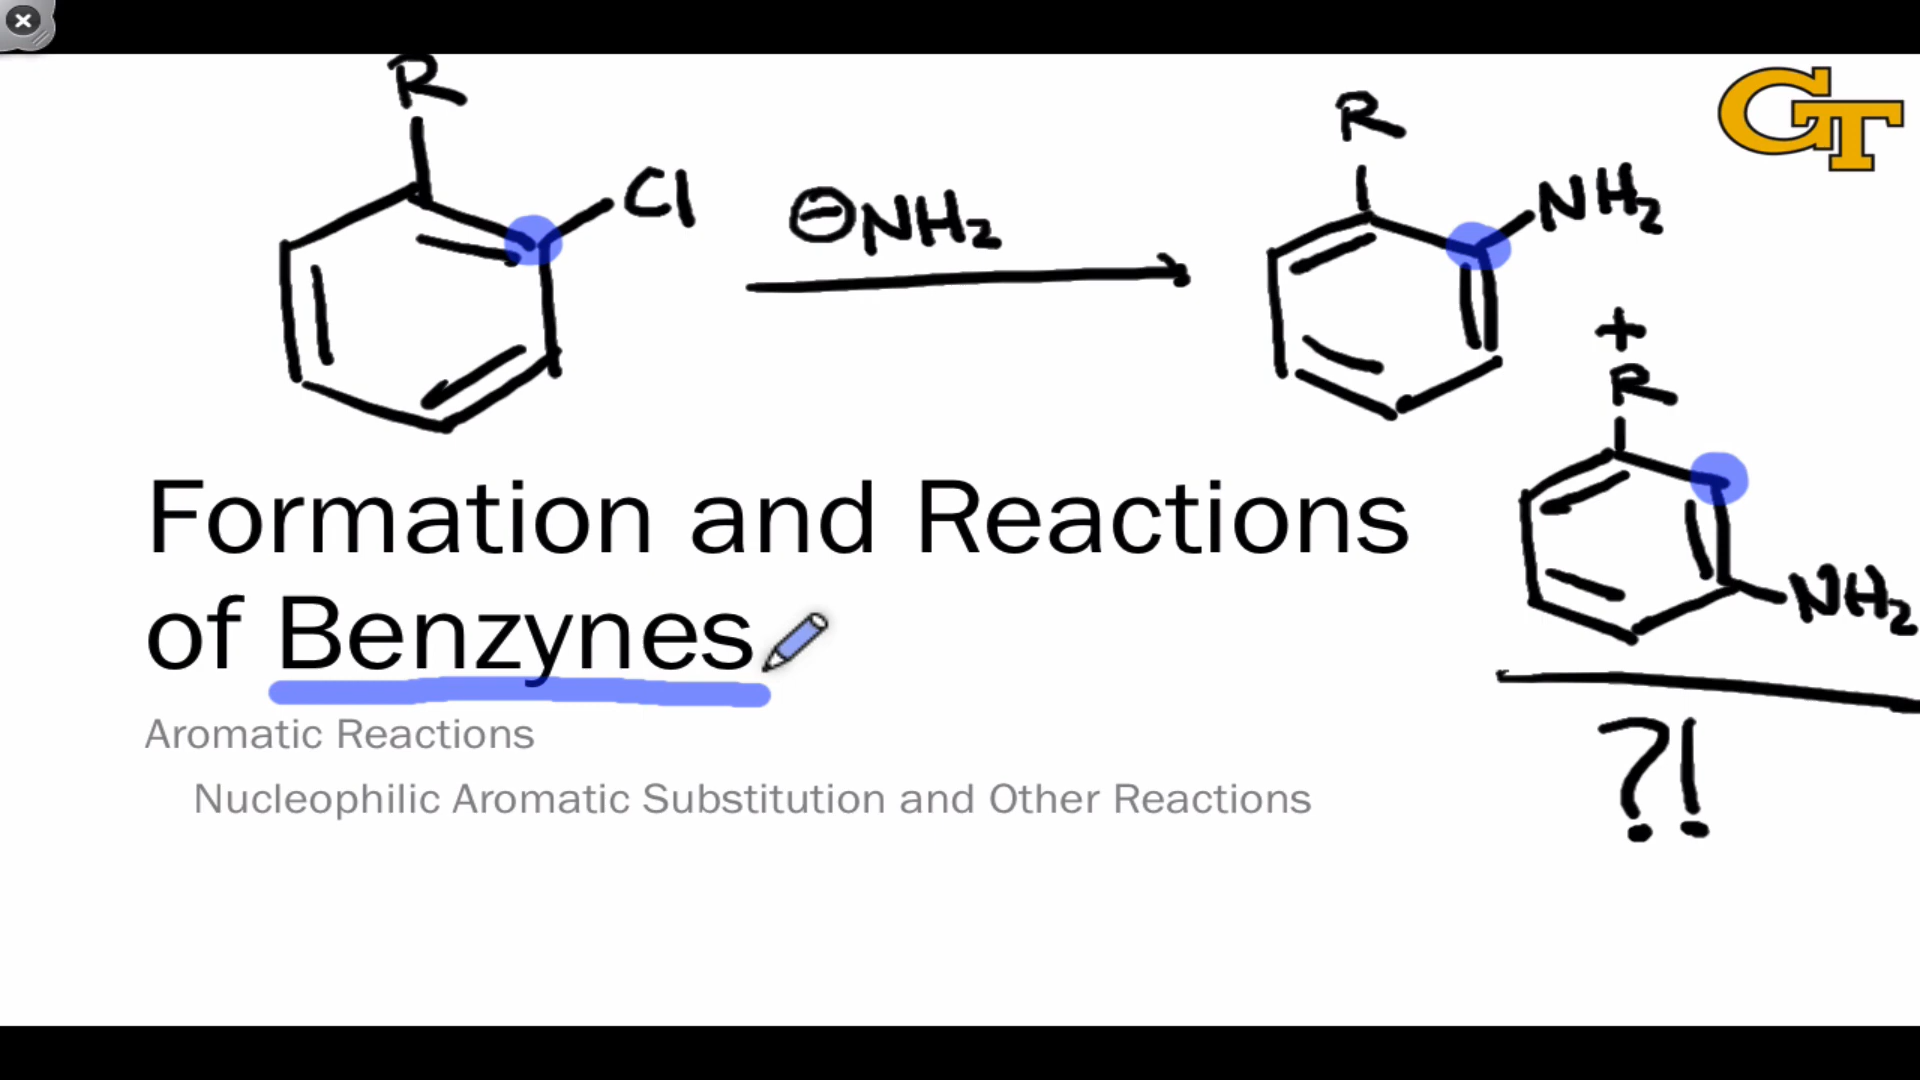 R
Cl
⊖NH₂
R
NH₂
GT
+
R
NH₂
?!
Formation and Reactions
of Benzynes
Aromatic Reactions
Nucleophilic Aromatic Substitution and Other Reactions